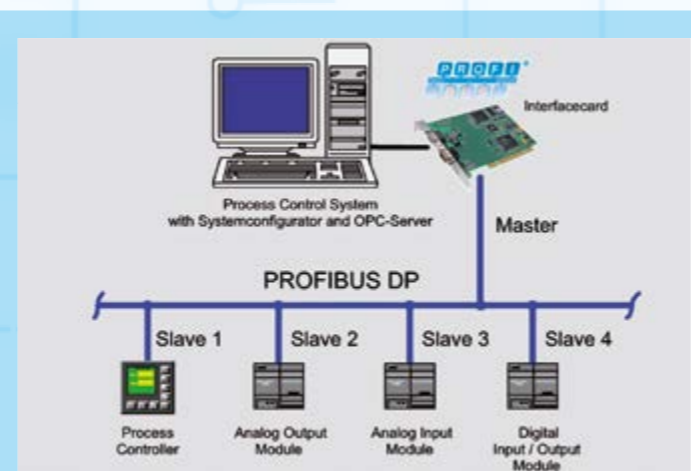 PROFI
Interfacecard
Process Control System
with Systemconfigurator and OPC-Server
Master
PROFIBUS DP
Slave 1
Slave 2
Slave 3
Slave 4
Process
Controller
Analog Output
Module
Analog Input
Module
Digital
Input / Output
Module